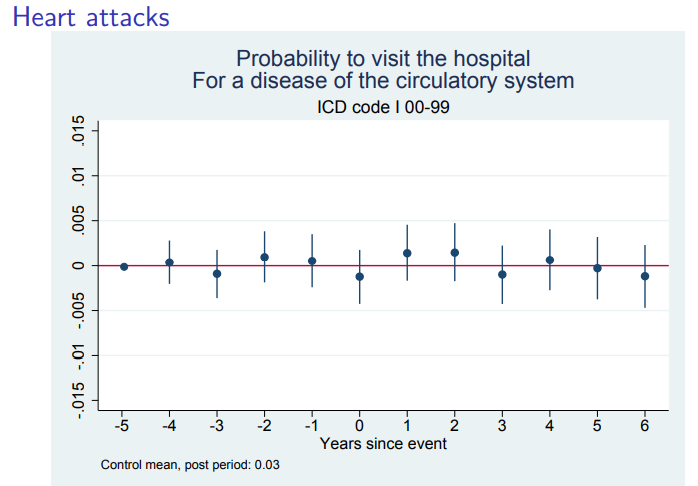 Heart attacks
Probability to visit the hospital
For a disease of the circulatory system
ICD code I 00-99
.015
.01
.005
0
-.005
-.01
-.015
-5 -4 -3 -2 -1 0 1 2 3 4 5 6
Years since event
Control mean, post period: 0.03